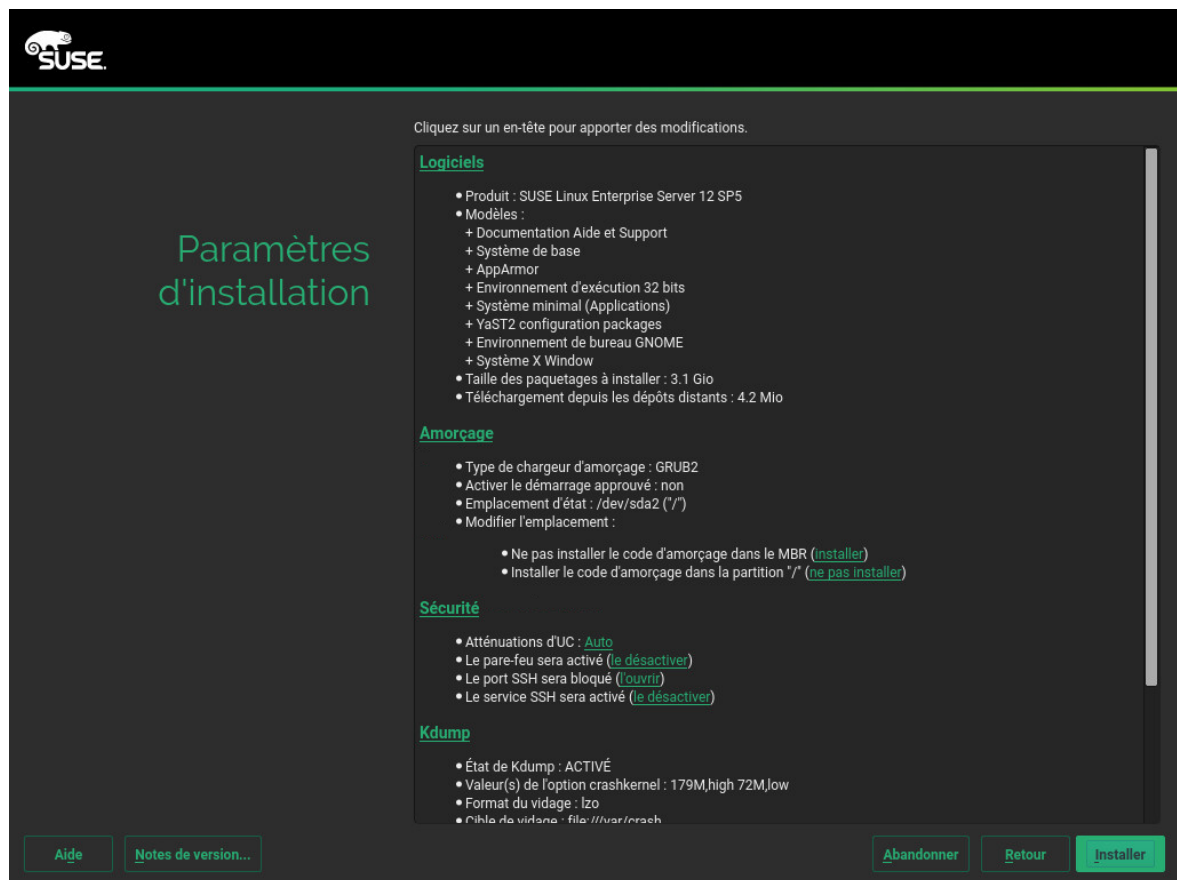 SUSE.
Cliquez sur un en-tête pour apporter des modifications.
Paramètres
d'installation
Logiciels
• Produit : SUSE Linux Enterprise Server 12 SP5
• Modèles :
+ Documentation Aide et Support
+ Système de base
+ AppArmor
+ Environnement d'exécution 32 bits
+ Système minimal (Applications)
+ YaST2 configuration packages
+ Environnement de bureau GNOME
+ Système X Window
• Taille des paquetages à installer : 3.1 Gio
• Téléchargement depuis les dépôts distants : 4.2 Mio
Amorçage
• Type de chargeur d'amorçage : GRUB2
• Activer le démarrage approuvé : non
• Emplacement d'état : /dev/sda2 ("/")
• Modifier l'emplacement :
• Ne pas installer le code d'amorçage dans le MBR (installer)
• Installer le code d'amorçage dans la partition "/" (ne pas installer)
Sécurité
• Atténuations d'UC : Auto
• Le pare-feu sera activé (le désactiver)
• Le port SSH sera bloqué (l'ouvrir)
• Le service SSH sera activé (le désactiver)
Kdump
• État de Kdump : ACTIVÉ
• Valeur(s) de l'option crashkernel : 179M,high 72M,low
• Format du vidage : lzo
• Cible de vidage : file:///var/crash
Aide
Notes de version...
Abandonner
Retour
Installer